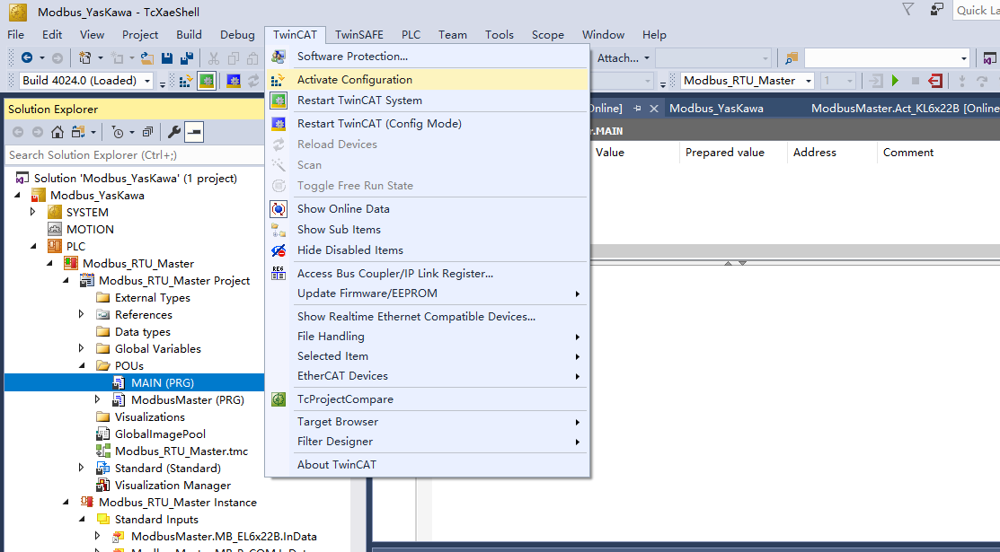 Modbus_YasKawa - TcXaeShell
Quick La
File Edit View Project Build Debug TwinCAT TwinSAFE PLC Team Tools Scope Window Help
Attach...
Build 4024.0 (Loaded)
Modbus_RTU_Master 1
Solution Explorer
Search Solution Explorer (Ctrl+;)
Solution 'Modbus_YasKawa' (1 project)
Modbus_YasKawa
SYSTEM
MOTION
PLC
Modbus_RTU_Master
Modbus_RTU_Master Project
External Types
References
Data types
Global Variables
POUs
MAIN (PRG)
ModbusMaster (PRG)
Visualizations
GlobalImagePool
Modbus_RTU_Master.tmc
Standard (Standard)
Visualization Manager
Modbus_RTU_Master Instance
Standard Inputs
ModbusMaster.MB_EL6x22B.InData
Software Protection...
Activate Configuration
Restart TwinCAT System
Restart TwinCAT (Config Mode)
Reload Devices
Scan
Toggle Free Run State
Show Online Data
Show Sub Items
Hide Disabled Items
REG
Access Bus Coupler/IP Link Register...
Update Firmware/EEPROM
Show Realtime Ethernet Compatible Devices...
File Handling
Selected Item
EtherCAT Devices
TcProjectCompare
Target Browser
Filter Designer
About TwinCAT
Online] Modbus_YasKawa ModbusMaster.Act_KL6x22B [Online
r.MAIN
Value Prepared value Address Comment